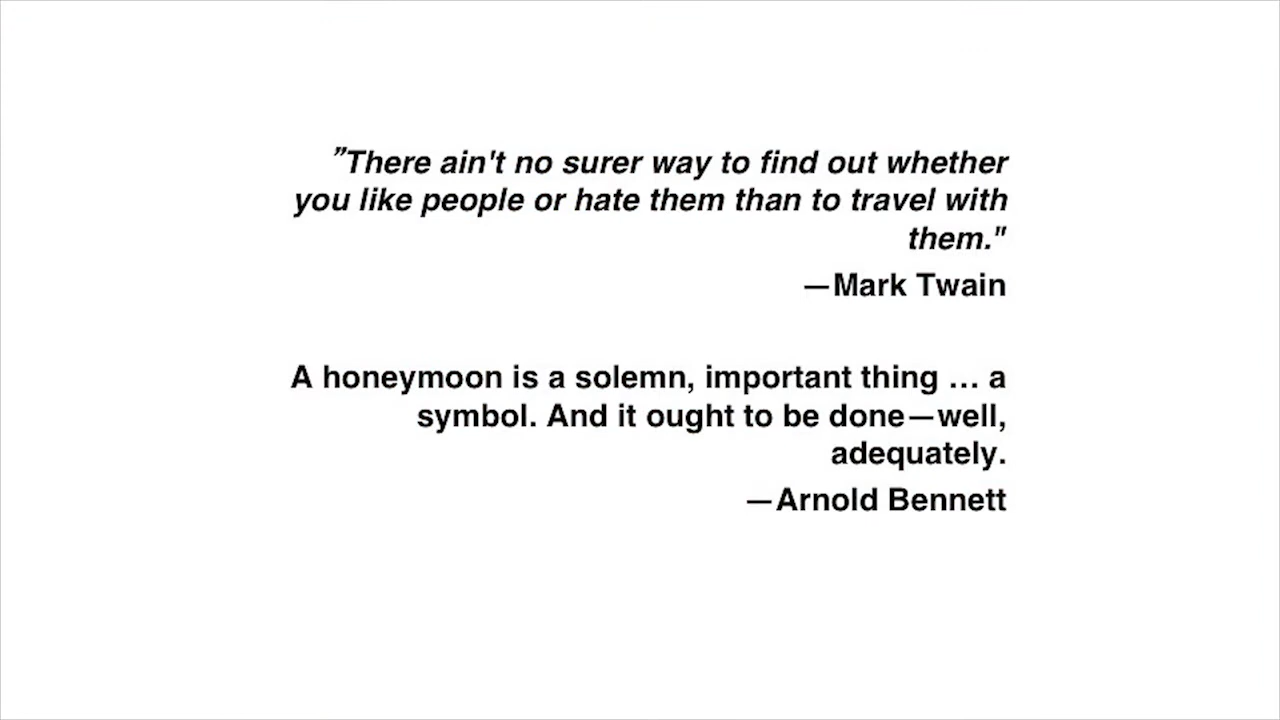 ”There ain't no surer way to find out whether
you like people or hate them than to travel with
them."
—Mark Twain
A honeymoon is a solemn, important thing … a
symbol. And it ought to be done—well,
adequately.
—Arnold Bennett